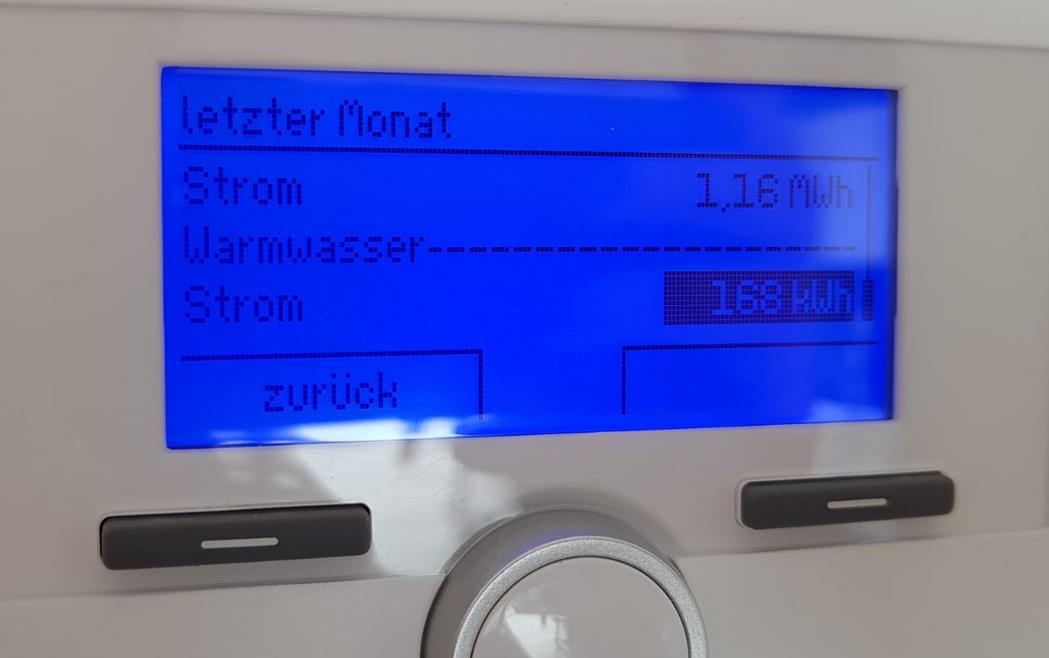 letzter Monat
Strom 1,16 MWh
Warmwasser
Strom 168 kWh
zurück